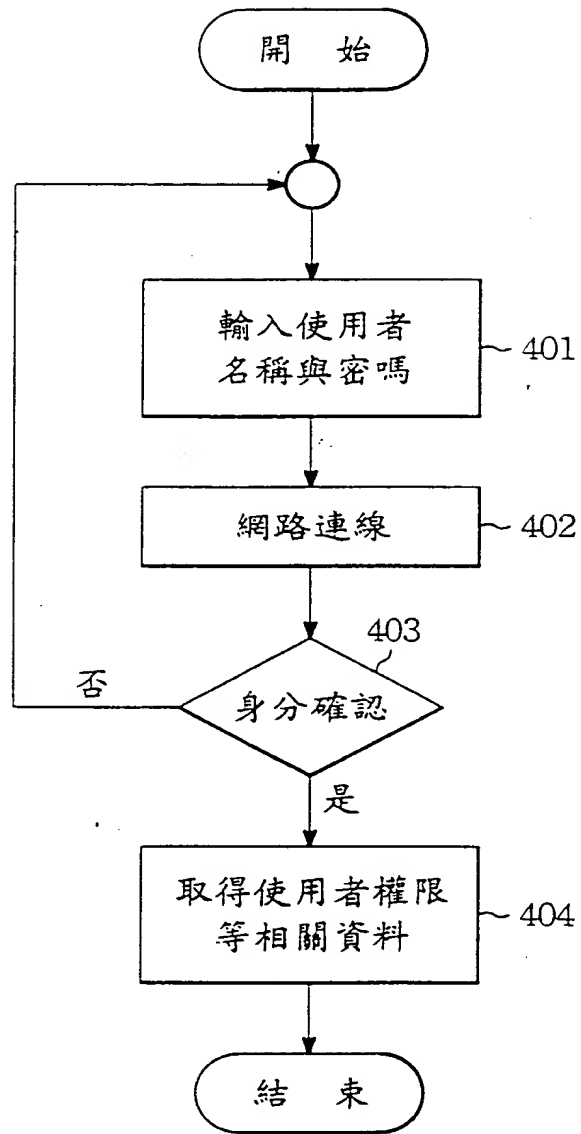 開 始
輸入使用者
名稱與密嗎
401
網路連線
402
403
身分確認
否
是
取得使用者權限
等相關資料
404
結 束